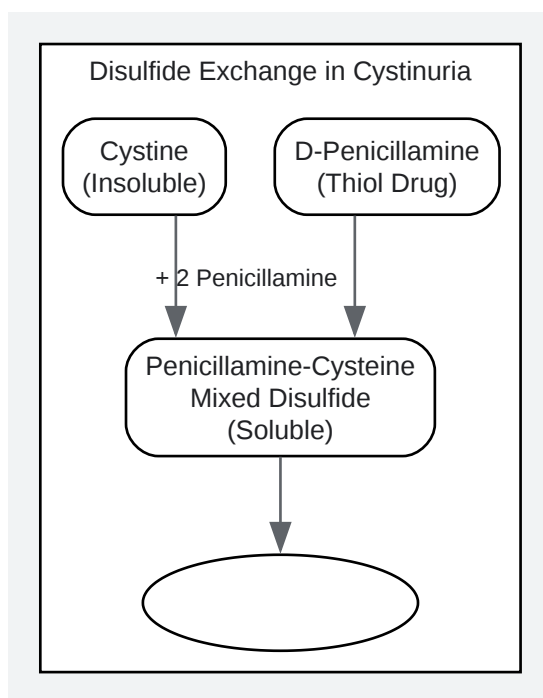 Disulfide Exchange in Cystinuria
Cystine
(Insoluble)
D-Penicillamine
(Thiol Drug)
+ 2 Penicillamine
Penicillamine-Cysteine
Mixed Disulfide
(Soluble)